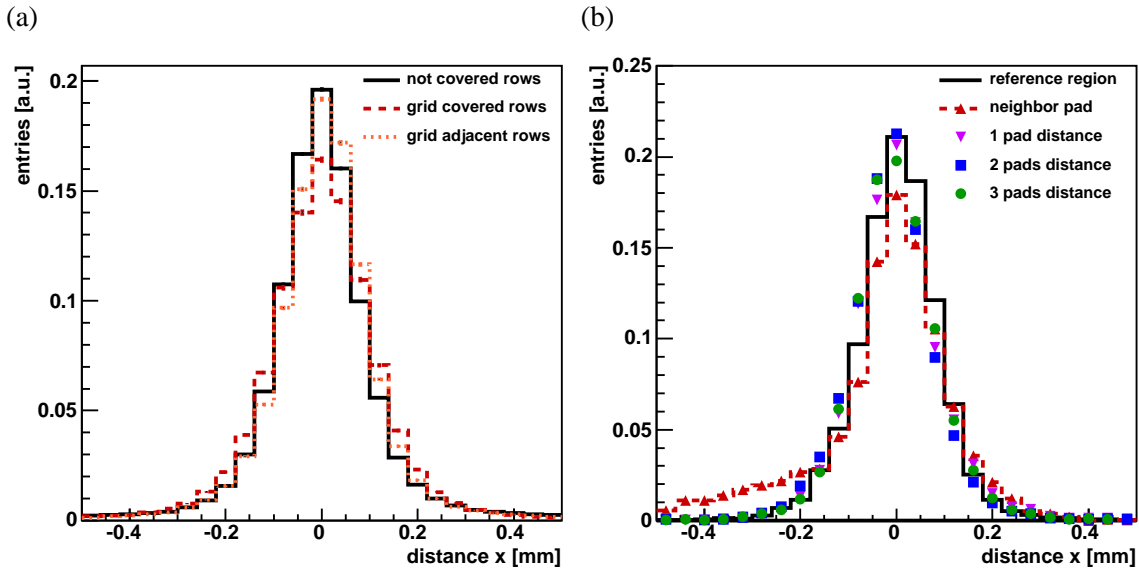 (a)
(b)
entries [a.u.]
0.2
0.15
0.1
0.05
0
not covered rows
grid covered rows
grid adjacent rows
-0.4
-0.2
0
0.2
0.4
distance x [mm]
entries [a.u.]
0.25
0.2
0.15
0.1
0.05
0
reference region
neighbor pad
1 pad distance
2 pads distance
3 pads distance
-0.4
-0.2
0
0.2
0.4
distance x [mm]